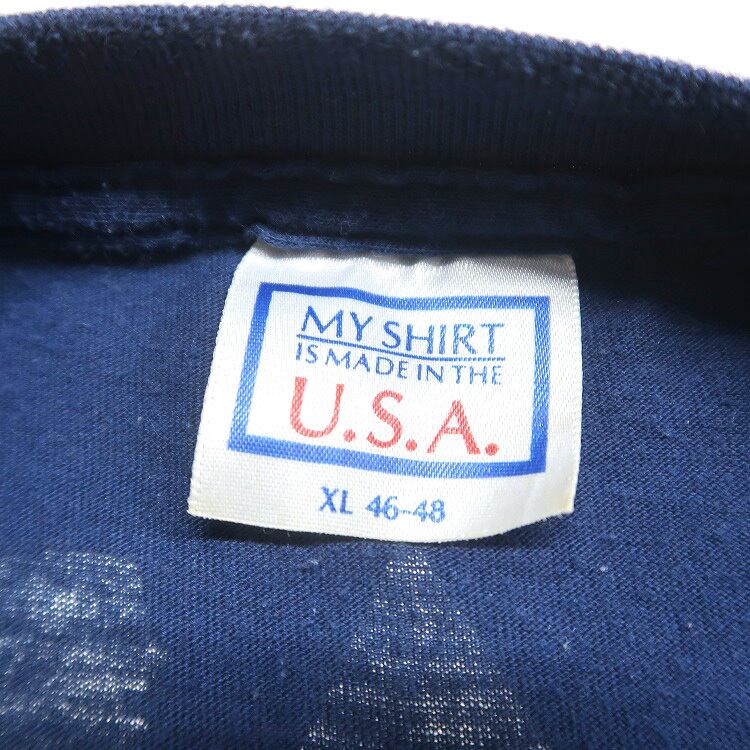 MY SHIRT
IS MADE IN THE
U.S.A.
XL 46-48